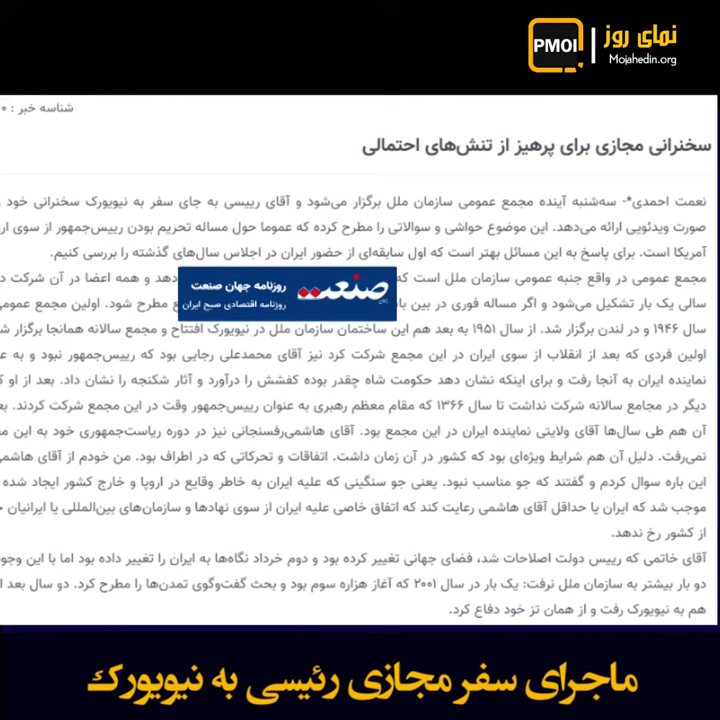 PMOI
نمای روز
Mojahedin.org
شناسه خبر :
سخنرانی مجازی برای پرهیز از تنش‌های احتمالی
نعمت احمدی*- سه‌شنبه آینده مجمع عمومی سازمان ملل برگزار می‌شود و آقای رییسی به جای سفر به نیویورک سخنرانی خود
صورت ویدئویی ارائه می‌دهد. این موضوع حواشی و سوالاتی را مطرح کرده که عموما حول مساله تحریم بودن رییس‌جمهور از سوی
آمریکا است. برای پاسخ به این مسائل بهتر است که اول سابقه‌ای از حضور ایران در اجلاس سال‌های گذشته را بررسی کنیم.
مجمع عمومی در واقع جنبه عمومی سازمان ملل است که دهد و همه اعضا در آن شرکت
سالی یک بار تشکیل می‌شود و اگر مساله فوری در بین مطرح شود. اولین مجمع عمومی
سال ۱۹۴۶ و در لندن برگزار شد. از سال ۱۹۵۱ به بعد هم این ساختمان سازمان ملل در نیویورک افتتاح و مجمع سالانه همانجا برگزار
اولین فردی که بعد از انقلاب از سوی ایران در این مجمع شرکت کرد نیز آقای محمدعلی رجایی بود که رییس‌جمهور نبود و به
نماینده ایران به آنجا رفت و برای اینکه نشان دهد حکومت شاه چقدر بوده کفشش را درآورد و آثار شکنجه را نشان داد. بعد از او
دیگر در مجامع سالانه شرکت نداشت تا سال ۱۳۶۶ که مقام معظم رهبری به عنوان رییس‌جمهور وقت در این مجمع شرکت کردند.
آن هم طی سال‌ها آقای ولایتی نماینده ایران در این مجمع بود. آقای هاشمی‌رفسنجانی نیز در دوره ریاست‌جمهوری خود به این
نمی‌رفت. دلیل آن هم شرایط ویژه‌ای بود که کشور در آن زمان داشت. اتفاقات و تحرکاتی که در اطراف بود. من خودم از آقای
این باره سوال کردم و گفتند که جو مناسب نبود. یعنی جو سنگینی که علیه ایران به خاطر وقایع در اروپا و خارج کشور ایجاد شده
موجب شد که ایران یا حداقل آقای هاشمی رعایت کند که اتفاق خاصی علیه ایران از سوی نهادها و سازمان‌های بین‌المللی یا ایرانیان
از کشور رخ ندهد.
آقای خاتمی که رییس دولت اصلاحات شد، فضای جهانی تغییر کرده بود و دوم خرداد نگاه‌ها به ایران را تغییر داده بود اما با این
دو بار بیشتر به سازمان ملل نرفت: یک بار در سال ۲۰۰۱ که آغاز هزاره سوم بود و بحث گفت‌وگوی تمدن‌ها را مطرح کرد. دو سال بعد
هم به نیویورک رفت و از همان تز خود دفاع کرد.
صنعت
روزنامه جهان صنعت
روزنامه اقتصادی صبح ایران
ماجرای سفر مجازی رئیسی به نیویورک